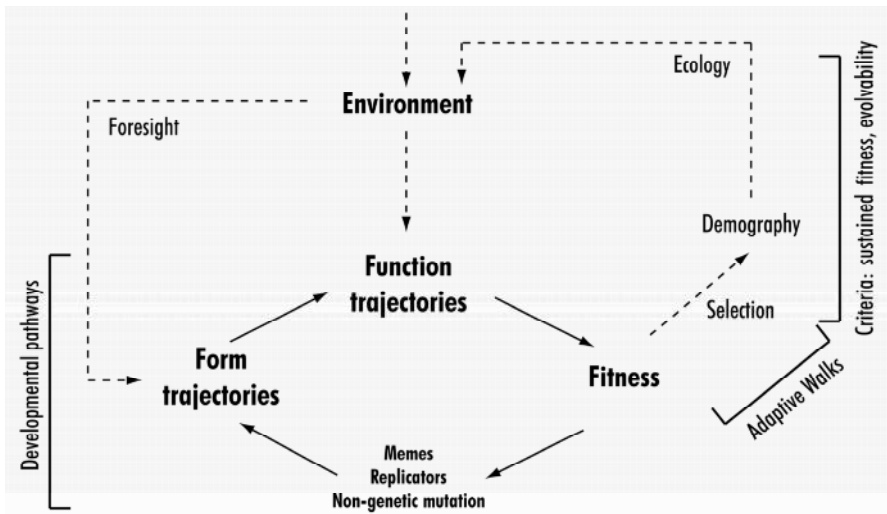 Ecology
Environment
Foresight
Criteria: sustained fitness, evolvability
Demography
Function
trajectories
Selection
Developmental pathways
Form
trajectories
Fitness
Adaptive Walks
Memes
Replicators
Non-genetic mutation